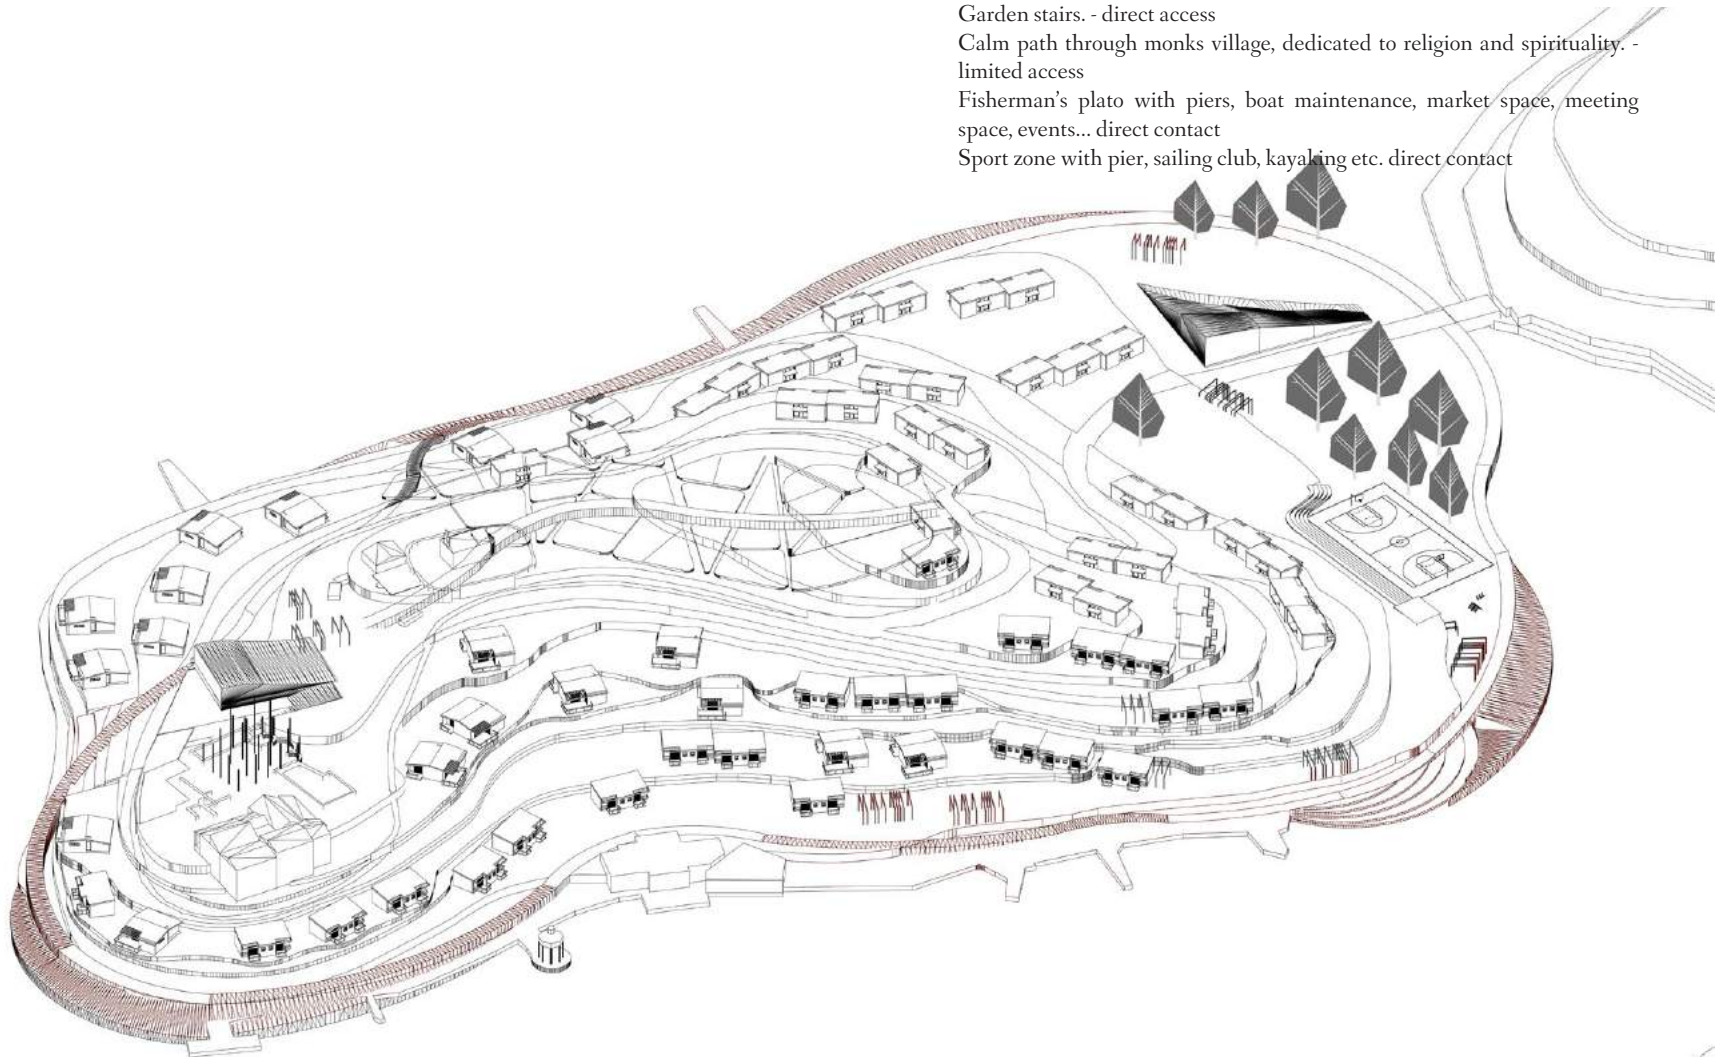 Garden stairs. - direct access
Calm path through monks village, dedicated to religion and spirituality. -
limited access
Fisherman's plato with piers, boat maintenance, market space, meeting
space, events... direct contact
Sport zone with pier, sailing club, kayaking etc. direct contact